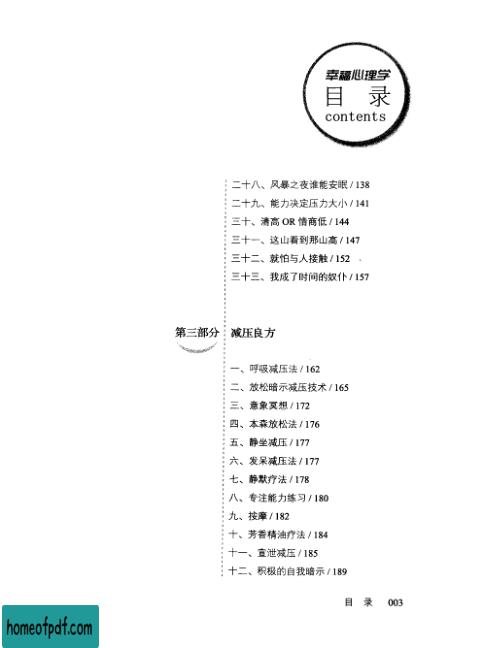 幸福心理学
目 录
contents
二十八、风暴之夜谁能安眠 / 138
二十九、能力决定压力大小 / 141
三十、清高 OR 情商低 / 144
三十一、这山看到那山高 / 147
三十二、就怕与人接触 / 152
三十三、我成了时间的奴仆 / 157
第三部分 减压良方
一、呼吸减压法 / 162
二、放松暗示减压技术 / 165
三、意象冥想 / 172
四、本森放松法 / 176
五、静坐减压 / 177
六、发呆减压法 / 177
七、静默疗法 / 178
八、专注能力练习 / 180
九、按摩 / 182
十、芳香精油疗法 / 184
十一、宣泄减压 / 185
十二、积极的自我暗示 / 189
目 录 003
homeofpdf.com